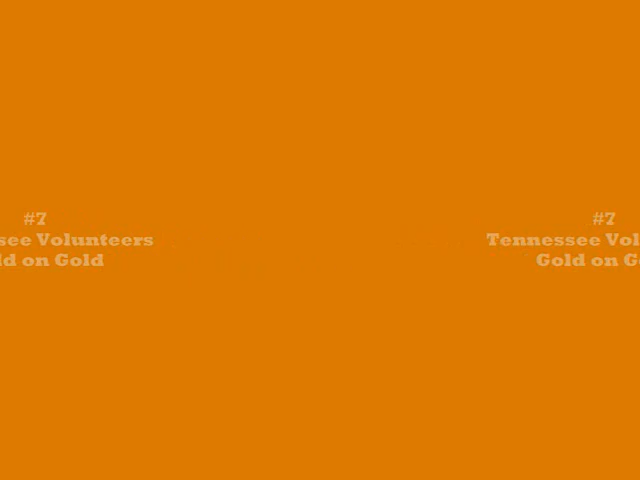 #7
see Volunteers
ld on Gold
#7
Tennessee Vol
Gold on G